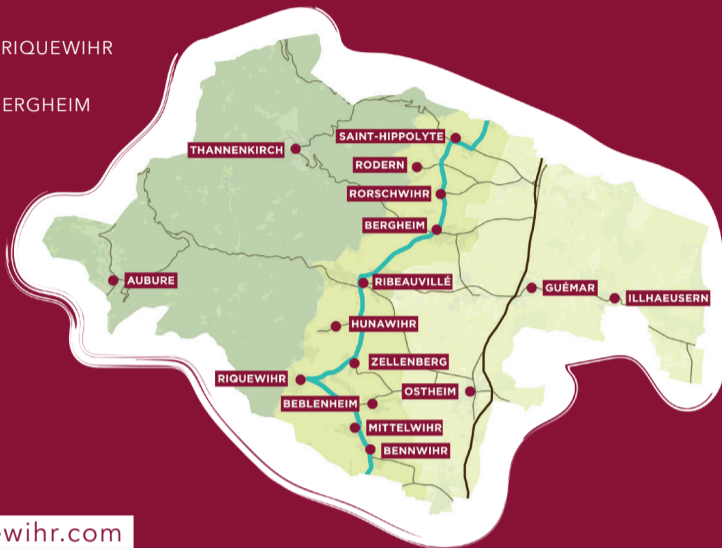 RIQUEWIHR
ERGHEIM
SAINT-HIPPOLYTE
THANNENKIRCH
RODERN
RORSCHWIHR
BERGHEIM
AUBURE
RIBEAUVILLÉ
GUÉMAR
ILLHAEUSERN
HUNAWIHR
ZELLENBERG
RIQUEWIHR
OSTHEIM
BEBLENHEIM
MITTELWIHR
BENNWIHR
ewihr.com